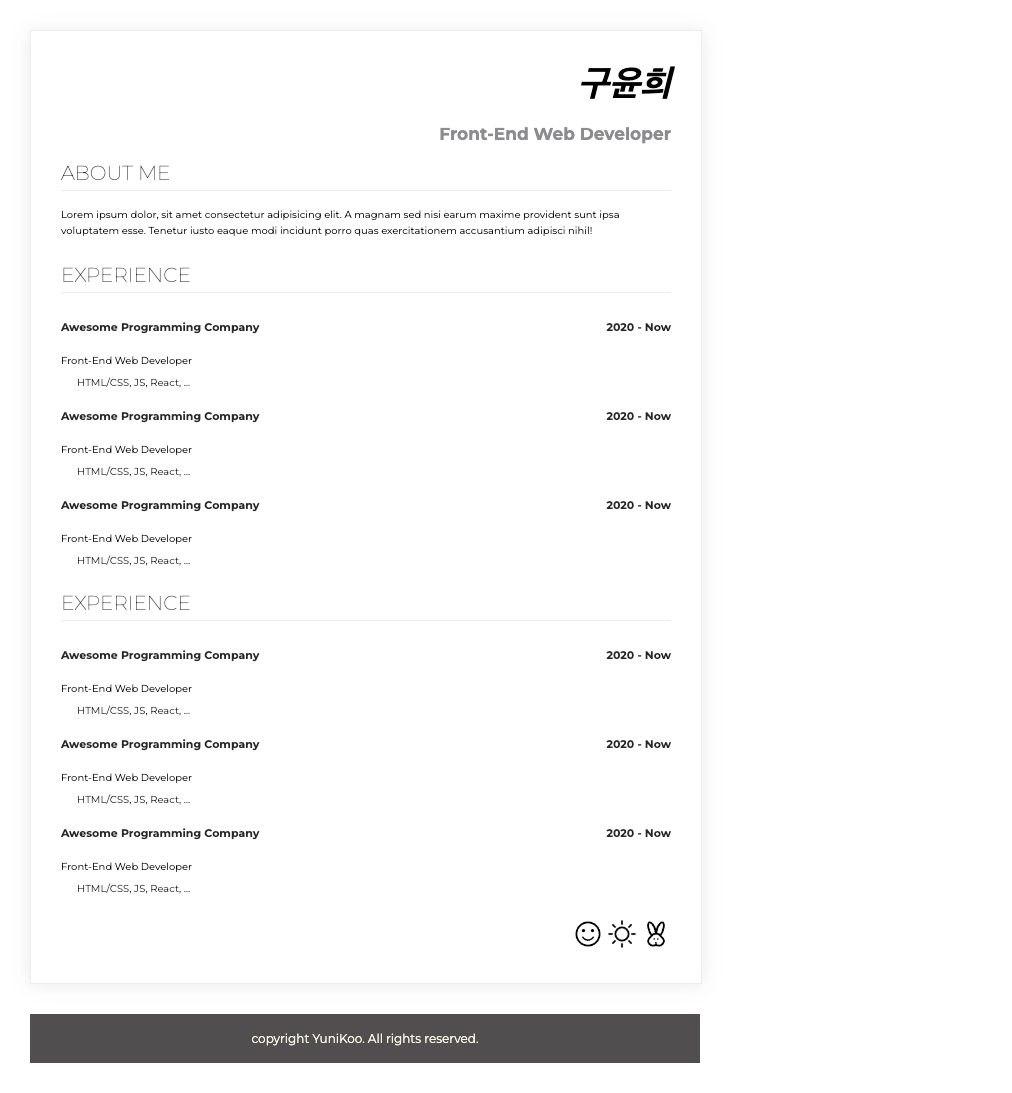 구윤희
Front-End Web Developer
ABOUT ME
Lorem ipsum dolor, sit amet consectetur adipisicing elit. A magnam sed nisi earum maxime provident sunt ipsa
voluptatem esse. Tenetur iusto eaque modi incidunt porro quas exercitationem accusantium adipisci nihil!
EXPERIENCE
Awesome Programming Company 2020 - Now
Front-End Web Developer
HTML/CSS, JS, React, ...
Awesome Programming Company 2020 - Now
Front-End Web Developer
HTML/CSS, JS, React, ...
Awesome Programming Company 2020 - Now
Front-End Web Developer
HTML/CSS, JS, React, ...
EXPERIENCE
Awesome Programming Company 2020 - Now
Front-End Web Developer
HTML/CSS, JS, React, ...
Awesome Programming Company 2020 - Now
Front-End Web Developer
HTML/CSS, JS, React, ...
Awesome Programming Company 2020 - Now
Front-End Web Developer
HTML/CSS, JS, React, ...
copyright YuniKoo. All rights reserved.